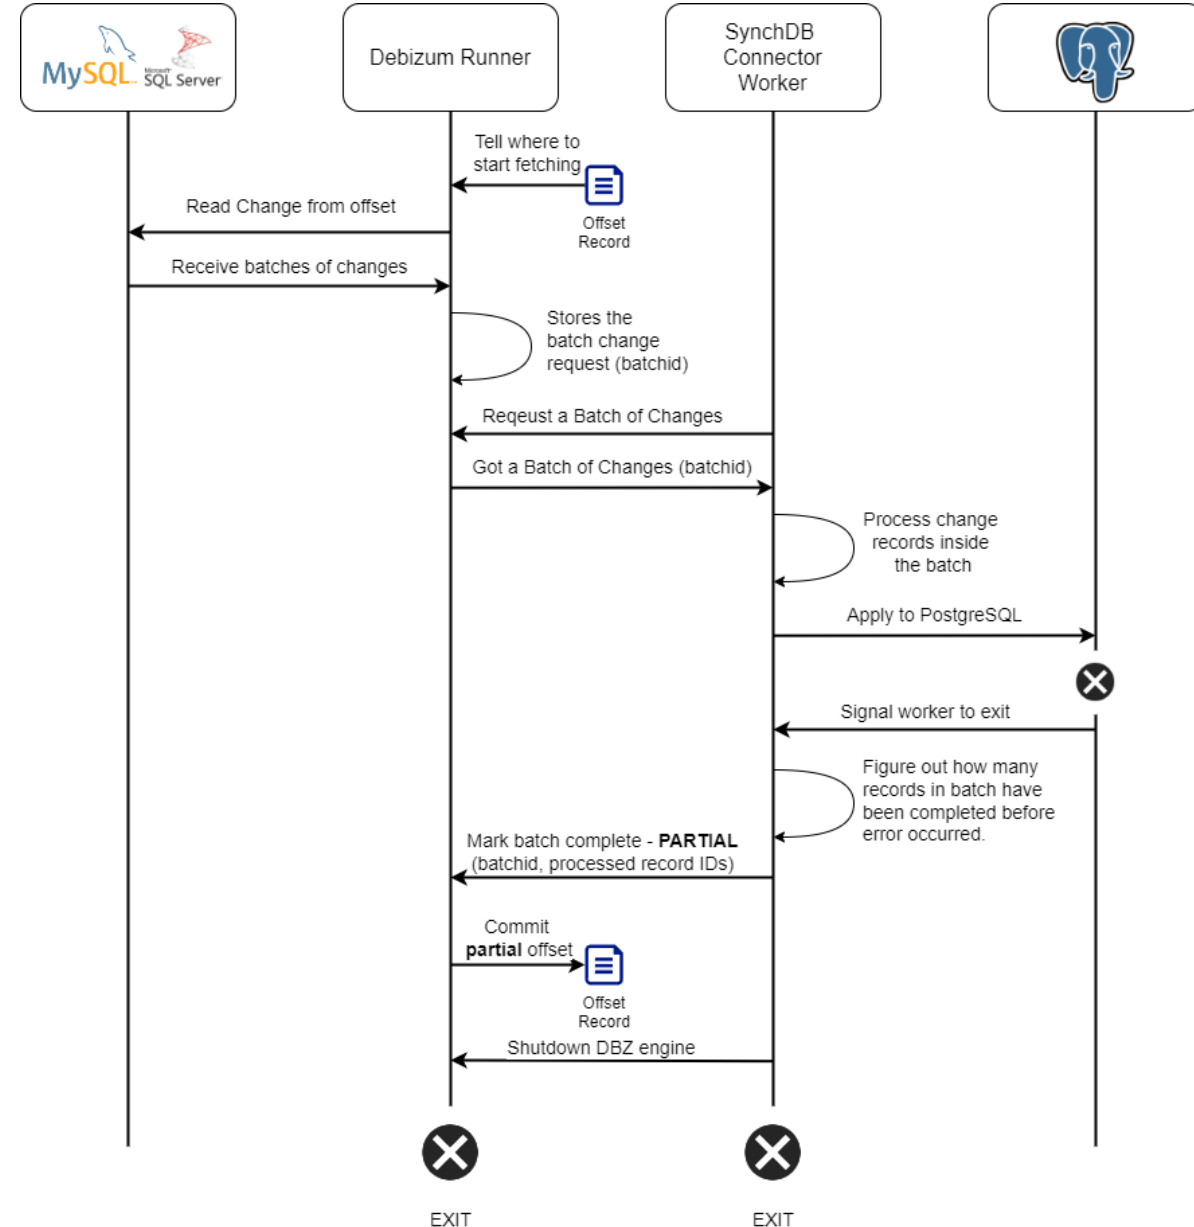 MySQL
Microsoft
SQL Server
Debizum Runner
SynchDB
Connector
Worker
Tell where to
start fetching
Offset
Record
Read Change from offset
Receive batches of changes
Stores the
batch change
request (batchid)
Reqeust a Batch of Changes
Got a Batch of Changes (batchid)
Process change
records inside
the batch
Apply to PostgreSQL
Signal worker to exit
Figure out how many
records in batch have
been completed before
error occurred.
Mark batch complete - PARTIAL
(batchid, processed record IDs)
Commit
partial offset
Offset
Record
Shutdown DBZ engine
EXIT
EXIT